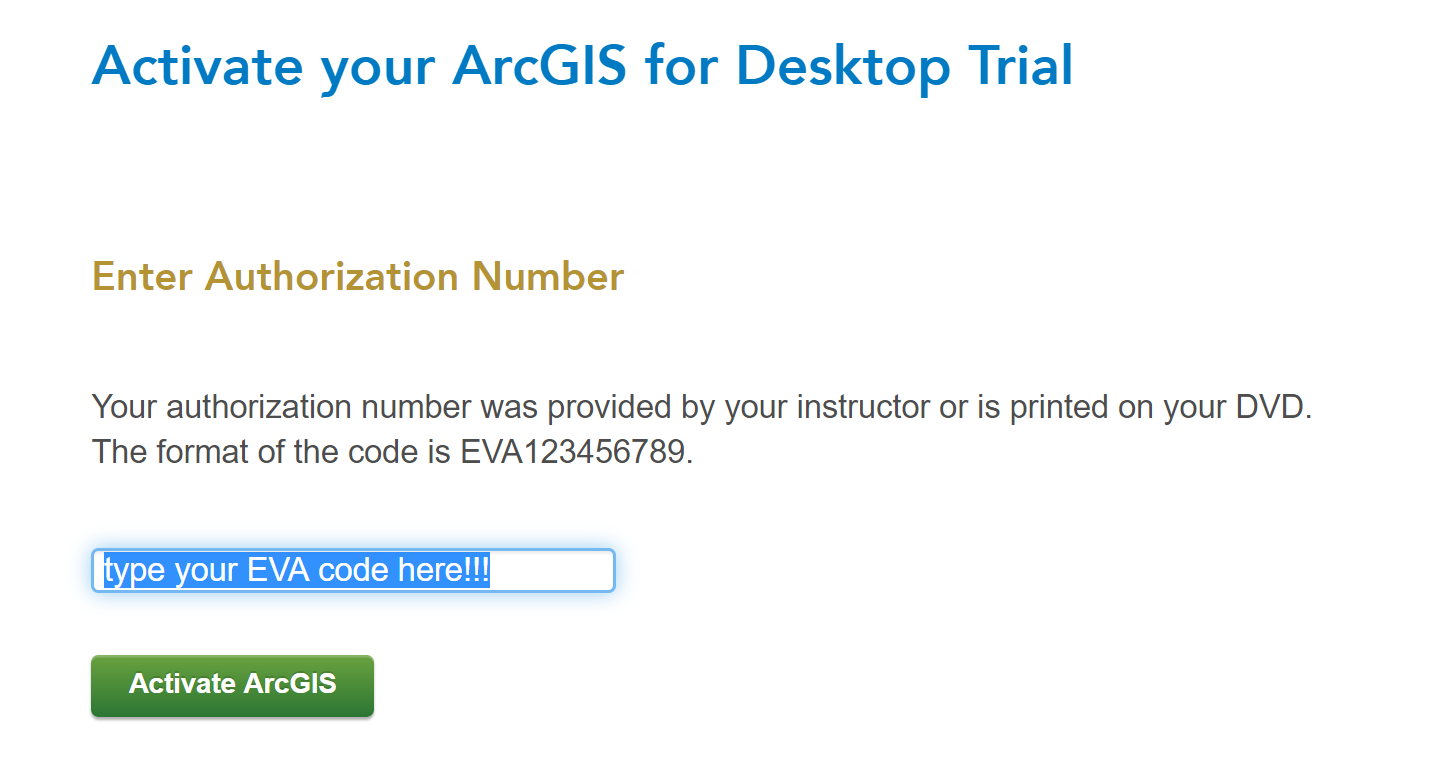 Activate your ArcGIS for Desktop Trial
Enter Authorization Number
Your authorization number was provided by your instructor or is printed on your DVD.
The format of the code is EVA123456789.
type your EVA code here!!!
Activate ArcGIS